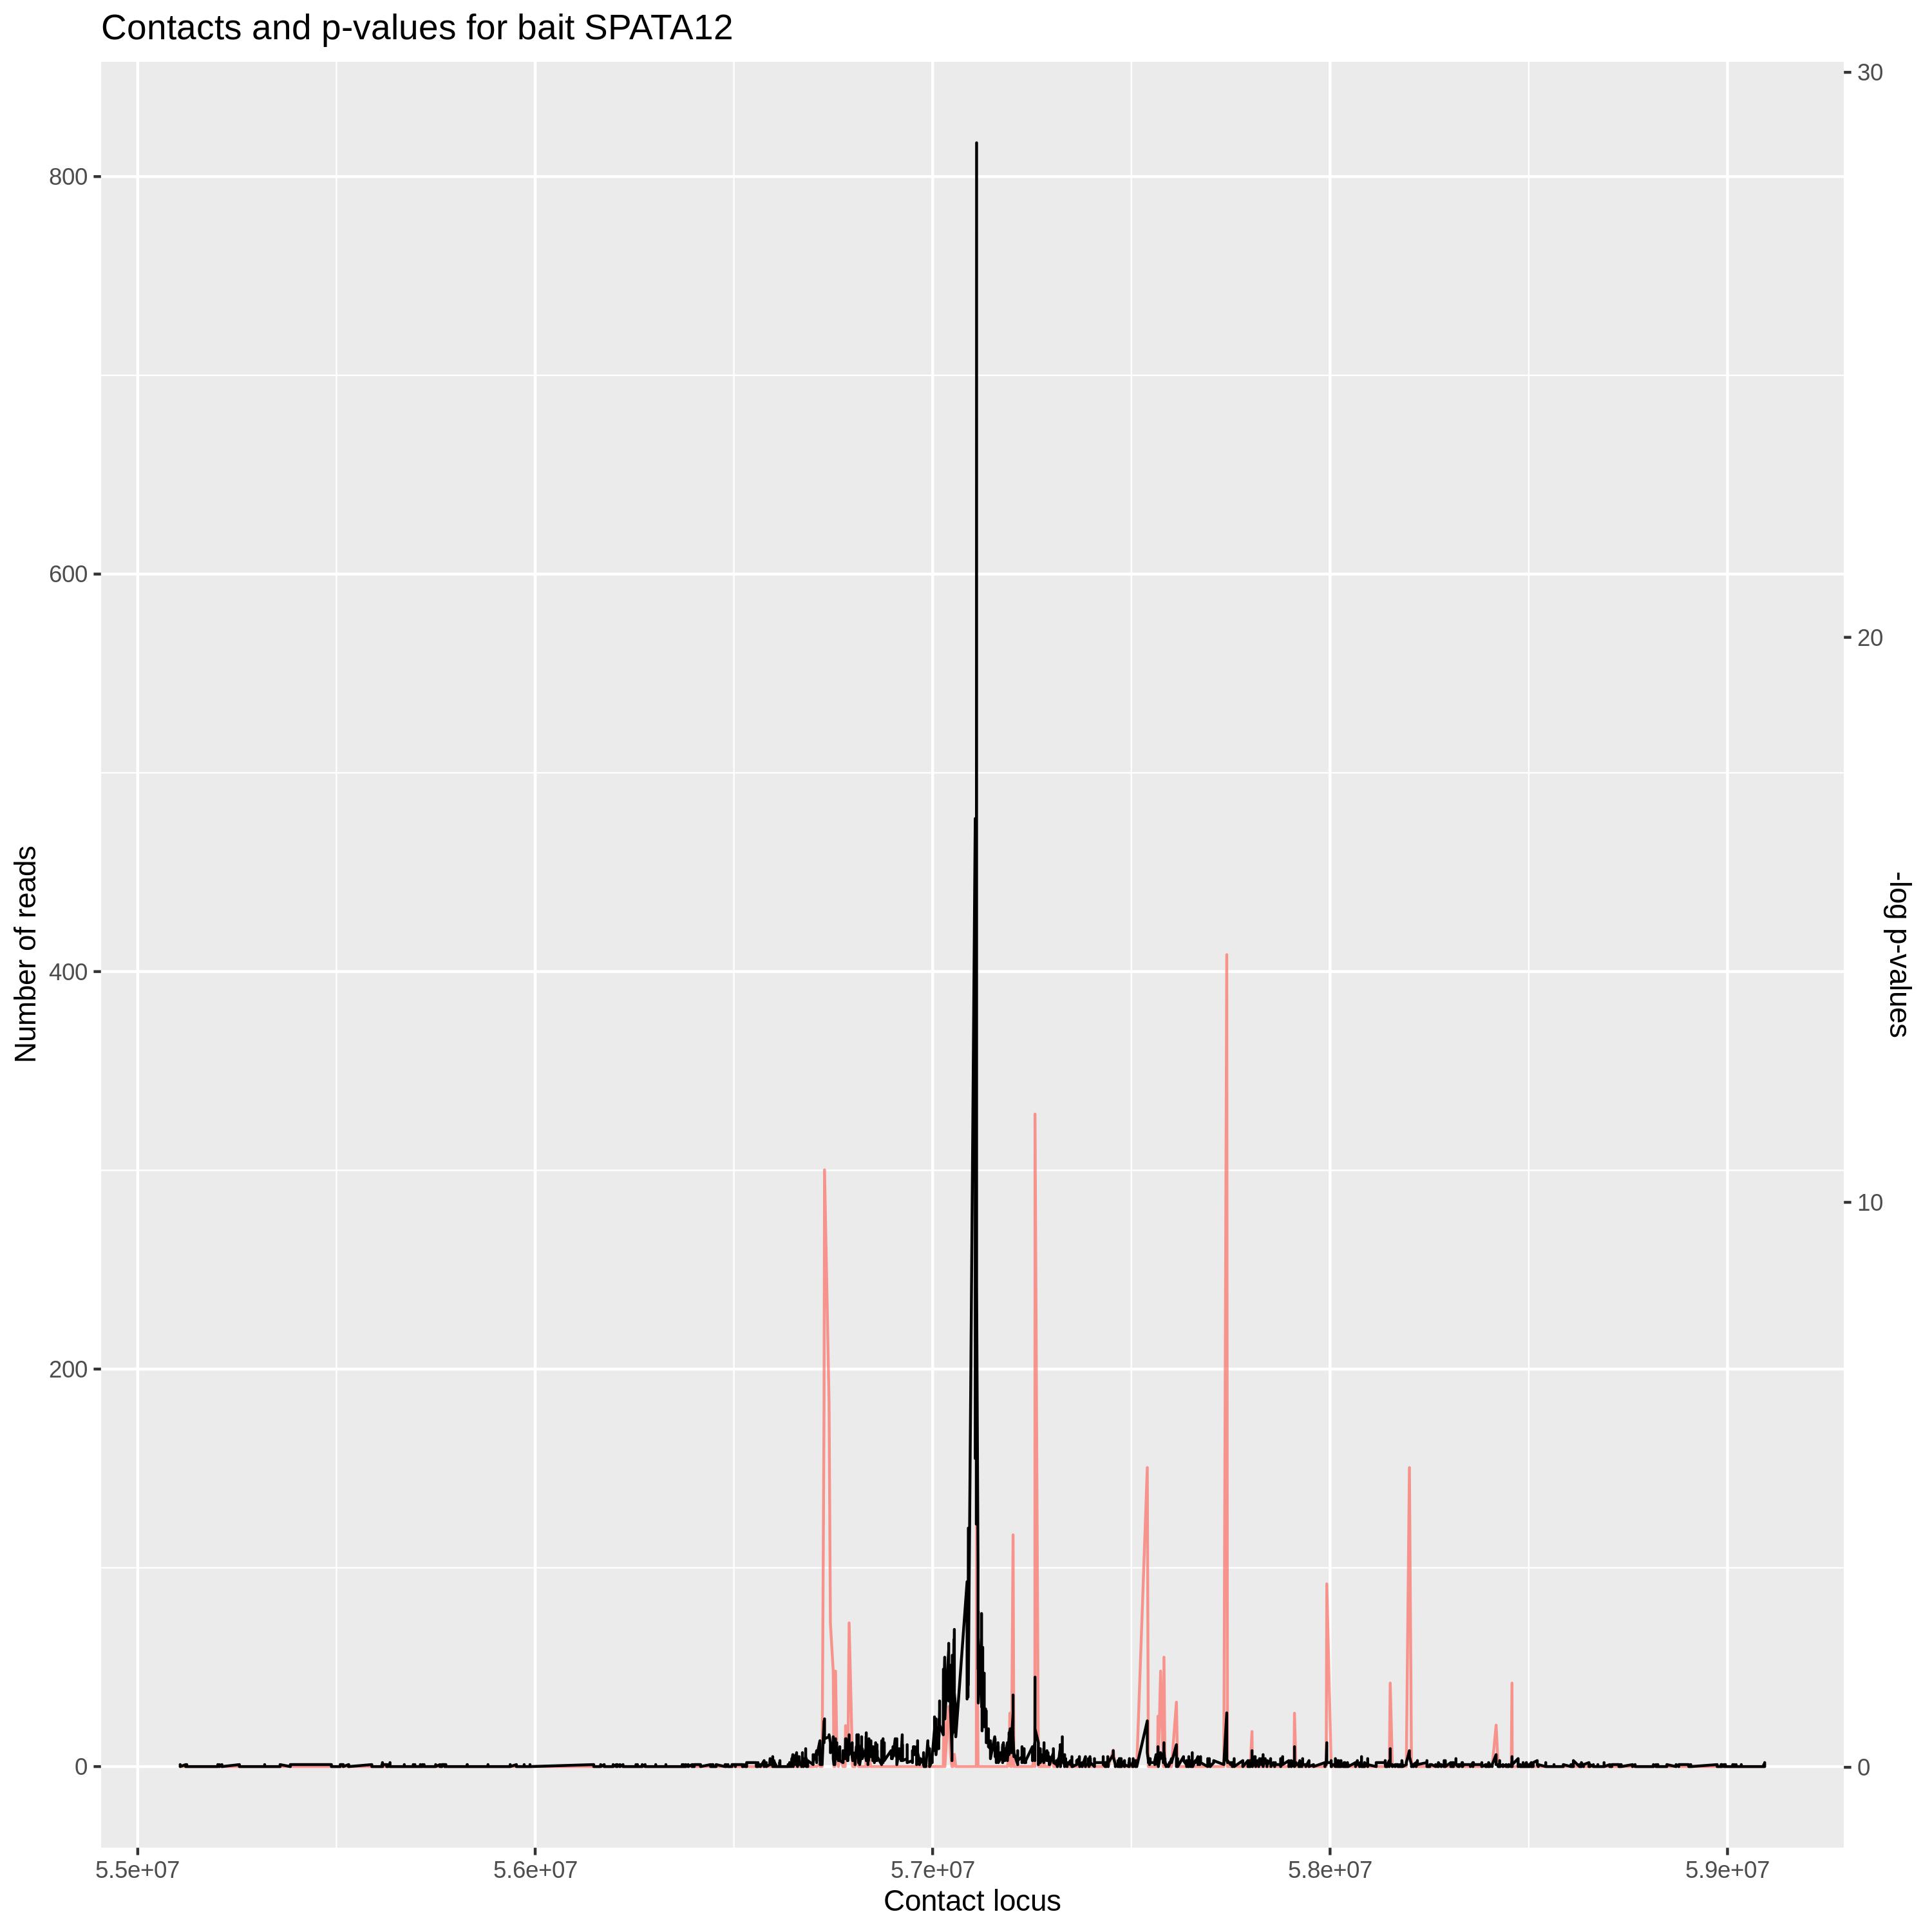 Contacts and p-values for bait SPATA12
30
800
600
20
Number of reads
-log p-values
400
10
200
0
0
5.5e+07
5.6e+07
5.7e+07
5.8e+07
5.9e+07
Contact locus